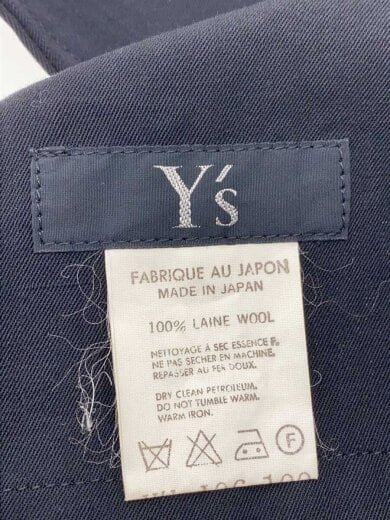 Y's
FABRIQUE AU JAPON
MADE IN JAPAN
100% LAINE WOOL
NETTOYAGE À SEC ESSENCE F.
NE PAS SECHER EN MACHINE.
REPASSER AU FER DOUX.
DRY CLEAN PETROLEUM.
DO NOT TUMBLE WARM.
WARM IRON.
F